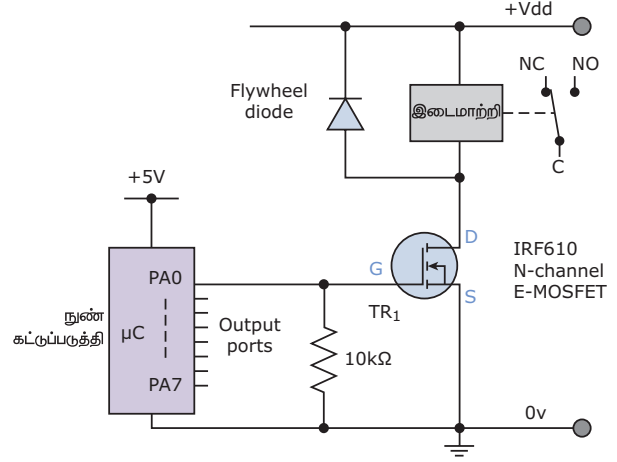 +Vdd
NC NO
Flywheel
diode
இடைமாற்றி
C
+5V
D
G
S
IRF610
N-channel
E-MOSFET
TR1
PA0
நுண்
கட்டுப்படுத்தி
µC
Output
ports
10kΩ
PA7
0v